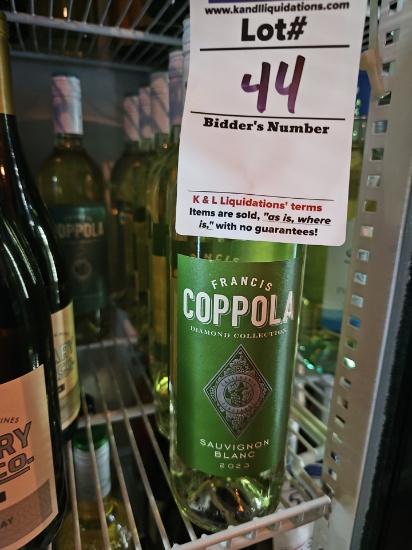 www.kandlliquidations.com
Lot#
44
Bidder's Number
K & L Liquidations' terms
Items are sold, "as is, where
is," with no guarantees!
FRANCIS
COPPOLA
DIAMOND COLLECTION
SAUVIGNON
BLANC
2023
COPPOLA